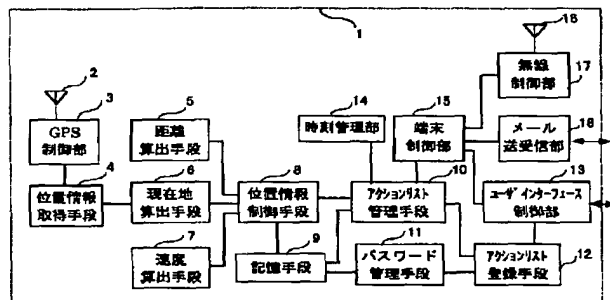 1
2
3
GPS
制御部
4
位置情報
取得手段
5
距離
算出手段
6
現在地
算出手段
7
速度
算出手段
8
位置情報
制御手段
9
記憶手段
14
時刻管理部
15
端末
制御部
10
アクションリスト
管理手段
11
パスワード
管理手段
16
無線
制御部
17
メール
送受信部
18
13
ユーザインターフェース
制御部
アクションリスト
登録手段
12